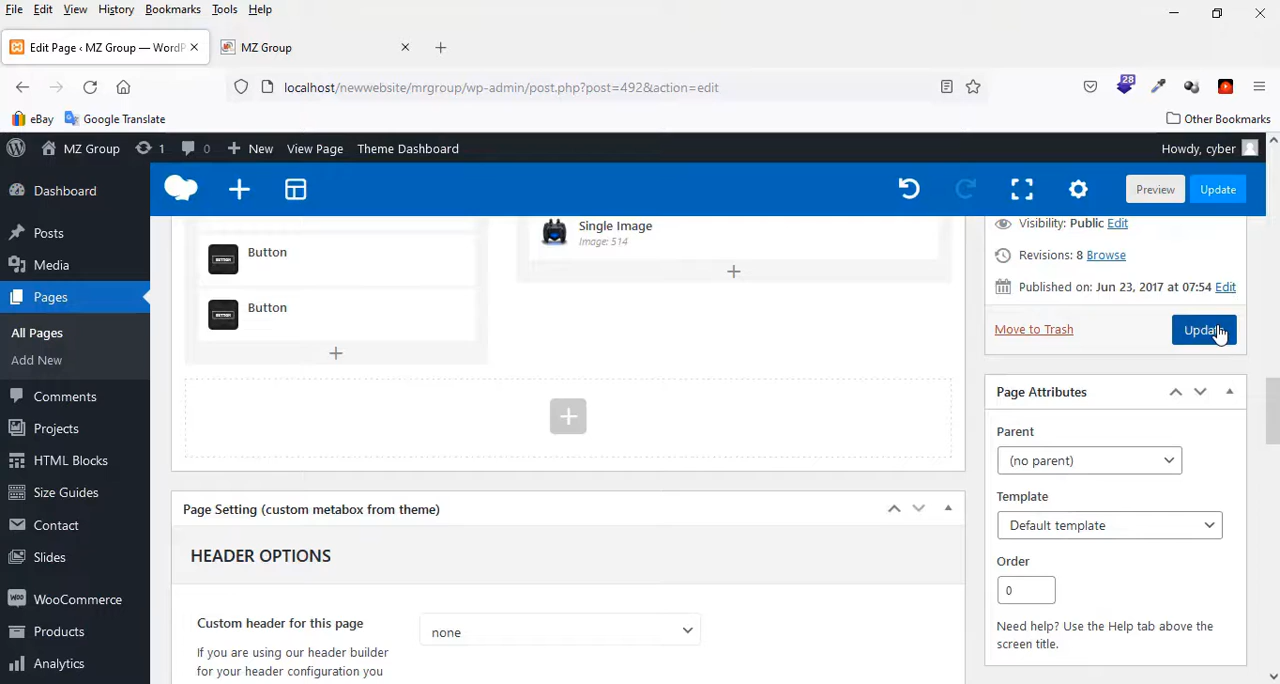 File Edit View History Bookmarks Tools Help
Edit Page ‹ MZ Group — WordP
MZ Group
localhost/newwebsite/mrgroup/wp-admin/post.php?post=492&action=edit
28
eBay Google Translate Other Bookmarks
MZ Group 1 0 New View Page Theme Dashboard Howdy, cyber
Preview Update
Dashboard
Posts
Media
Pages
All Pages
Add New
Comments
Projects
HTML Blocks
Size Guides
Contact
Slides
WOO WooCommerce
Products
Analytics
BUTTON Button
BUTTON Button
Single Image
Image: 514
Visibility: Public Edit
Revisions: 8 Browse
Published on: Jun 23, 2017 at 07:54 Edit
Move to Trash Update
Page Attributes
Parent
(no parent)
Template
Default template
Order
0
Need help? Use the Help tab above the
screen title.
Page Setting (custom metabox from theme)
HEADER OPTIONS
Custom header for this page none
If you are using our header builder
for your header configuration you